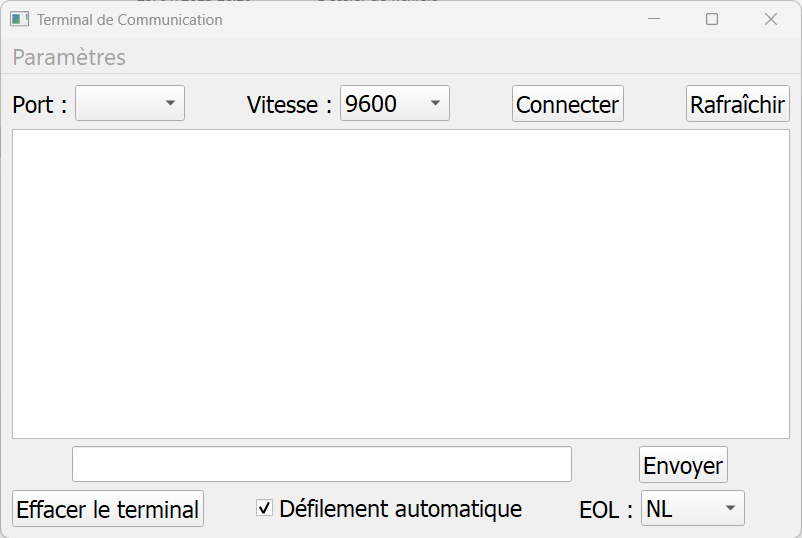 Terminal de Communication
Paramètres
Port : Vitesse : 9600 Connecter Rafraîchir
Envoyer
Effacer le terminal Défilement automatique EOL : NL